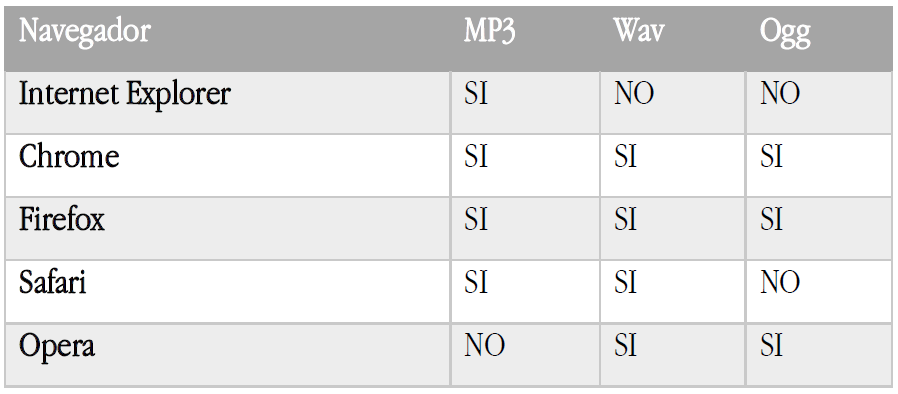 Navegador MP3 Wav Ogg
Internet Explorer SI NO NO
Chrome SI SI SI
Firefox SI SI SI
Safari SI SI NO
Opera NO SI SI